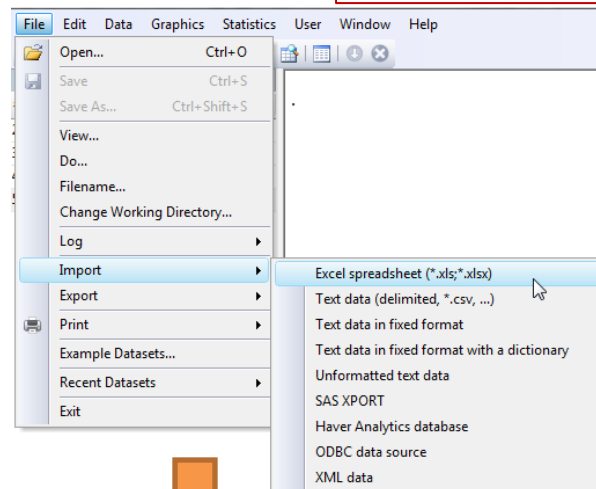 File Edit Data Graphics Statistics User Window Help
Open... Ctrl+O
Save Ctrl+S
Save As... Ctrl+Shift+S
.
View...
Do...
Filename...
Change Working Directory...
Log
Import
Excel spreadsheet (*.xls;*.xlsx)
Export
Text data (delimited, *.csv, ...)
Print
Text data in fixed format
Example Datasets...
Text data in fixed format with a dictionary
Recent Datasets
Unformatted text data
Exit
SAS XPORT
Haver Analytics database
ODBC data source
XML data